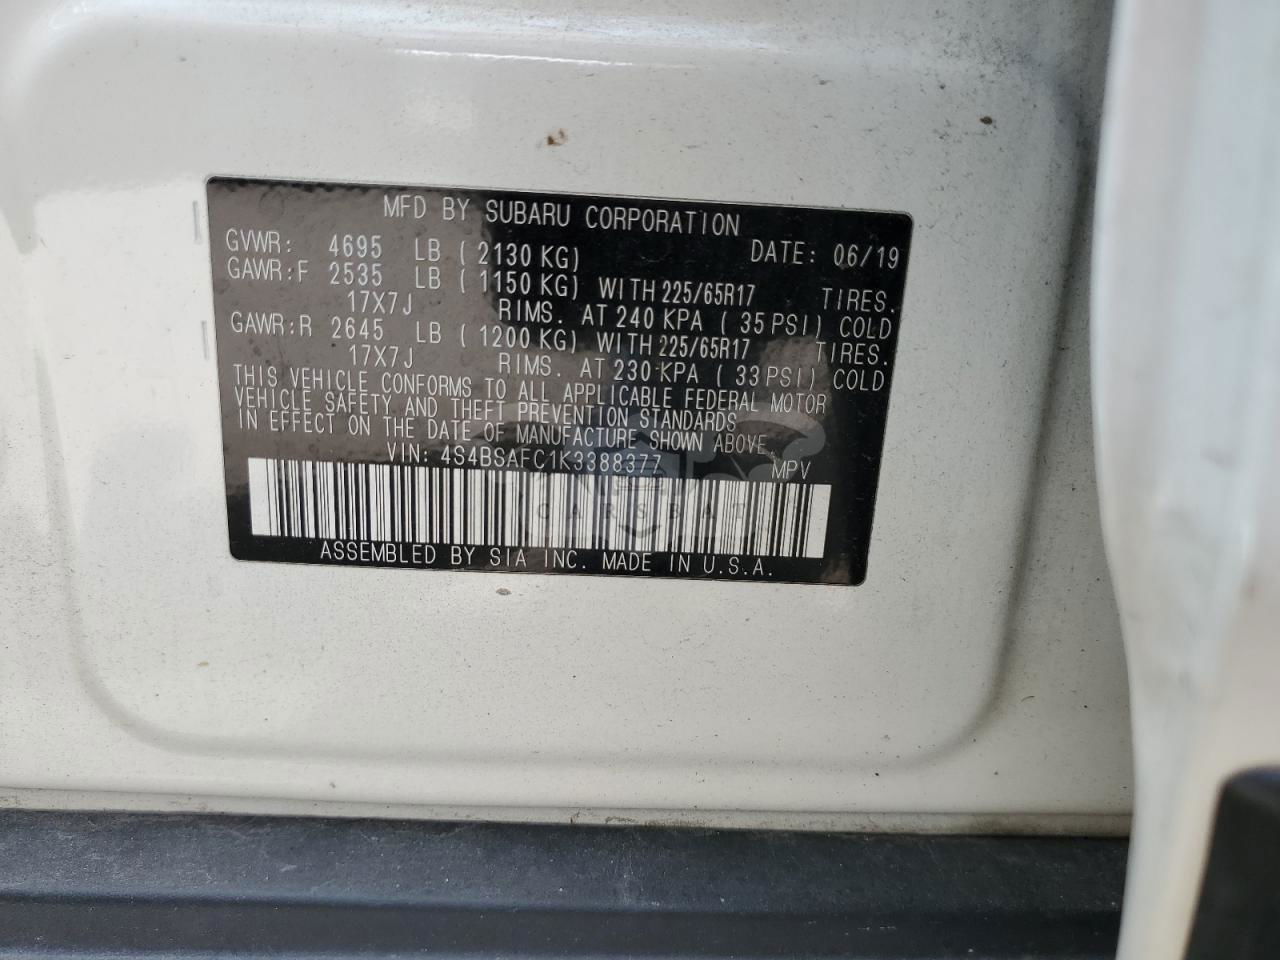 MFD BY SUBARU CORPORATION
GVWR: 4695 LB ( 2130 KG) DATE: 06/19
GAWR:F 2535 LB ( 1150 KG) WITH 225/65R17 TIRES.
17X7J RIMS. AT 240 KPA ( 35 PSI) COLD
GAWR:R 2645 LB ( 1200 KG) WITH 225/65R17 TIRES.
17X7J RIMS. AT 230 KPA ( 33 PSI) COLD
THIS VEHICLE CONFORMS TO ALL APPLICABLE FEDERAL MOTOR
VEHICLE SAFETY AND THEFT PREVENTION STANDARDS
IN EFFECT ON THE DATE OF MANUFACTURE SHOWN ABOVE.
VIN: 4S4BSAFC1K3388377 MPV
CARSBAT
ASSEMBLED BY SIA INC. MADE IN U.S.A.